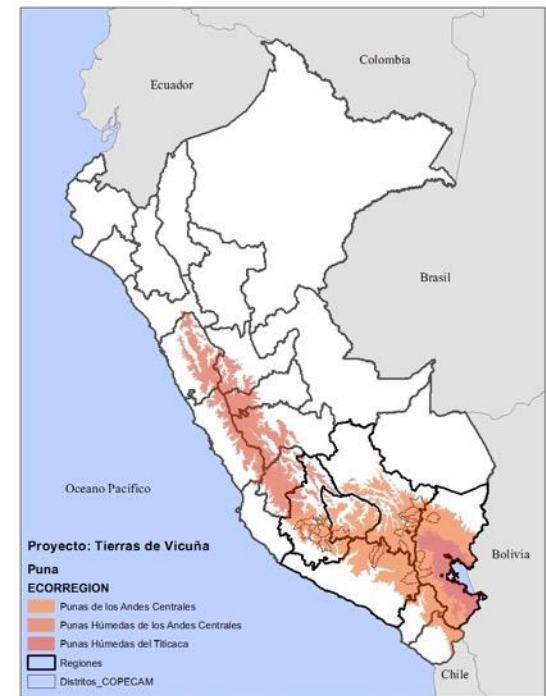 Colombia
Ecuador
Brasil
Oceano Pacífico
Bolivia
Proyecto: Tierras de Vicuña
Puna
ECORREGION
Punas de los Andes Centrales
Punas Húmedas de los Andes Centrales
Punas Húmedas del Titicaca
Regiones
Distritos_COPECAM
Chile